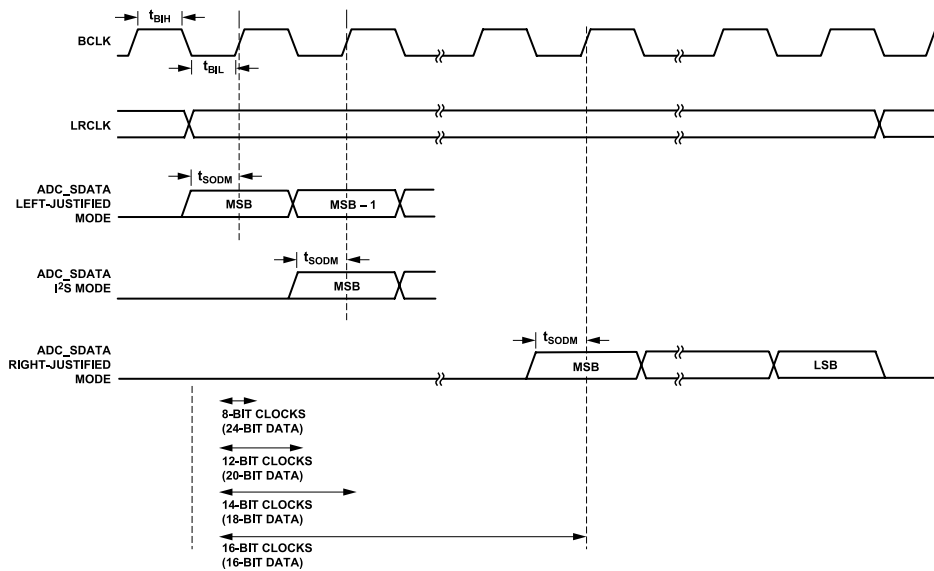 tBIH
BCLK
tBIL
LRCLK
tSODM
ADC_SDATA
LEFT-JUSTIFIED
MODE
MSB
MSB – 1
tSODM
ADC_SDATA
I²S MODE
MSB
tSODM
ADC_SDATA
RIGHT-JUSTIFIED
MODE
MSB
LSB
8-BIT CLOCKS
(24-BIT DATA)
12-BIT CLOCKS
(20-BIT DATA)
14-BIT CLOCKS
(18-BIT DATA)
16-BIT CLOCKS
(16-BIT DATA)